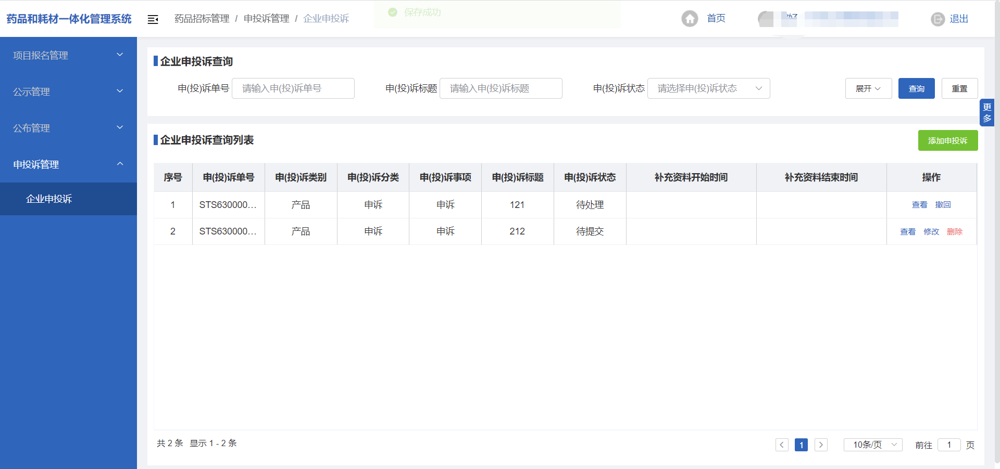 药品和耗材一体化管理系统
药品招标管理 / 申投诉管理 / 企业申投诉
保存成功
首页
退出
项目报名管理
公示管理
公布管理
申投诉管理
企业申投诉
企业申投诉查询
申(投)诉单号 请输入申(投)诉单号 申(投)诉标题 请输入申(投)诉标题 申(投)诉状态 请选择申(投)诉状态 展开 查询 重置
更多
企业申投诉查询列表
添加申投诉
序号 申(投)诉单号 申(投)诉类别 申(投)诉分类 申(投)诉事项 申(投)诉标题 申(投)诉状态 补充资料开始时间 补充资料结束时间 操作
1 STS630000... 产品 申诉 申诉 121 待处理 查看 撤回
2 STS630000... 产品 申诉 申诉 212 待提交 查看 修改 删除
共 2 条 显示 1 - 2 条
1 10条/页 前往 1 页